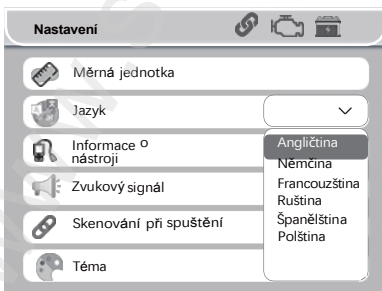 Nastavení
Měrná jednotka
Jazyk
Angličtina
Informace o
nástroji
Němčina
Francouzština
Zvukový signál
Ruština
Španělština
Skenování při spuštění
Polština
Téma